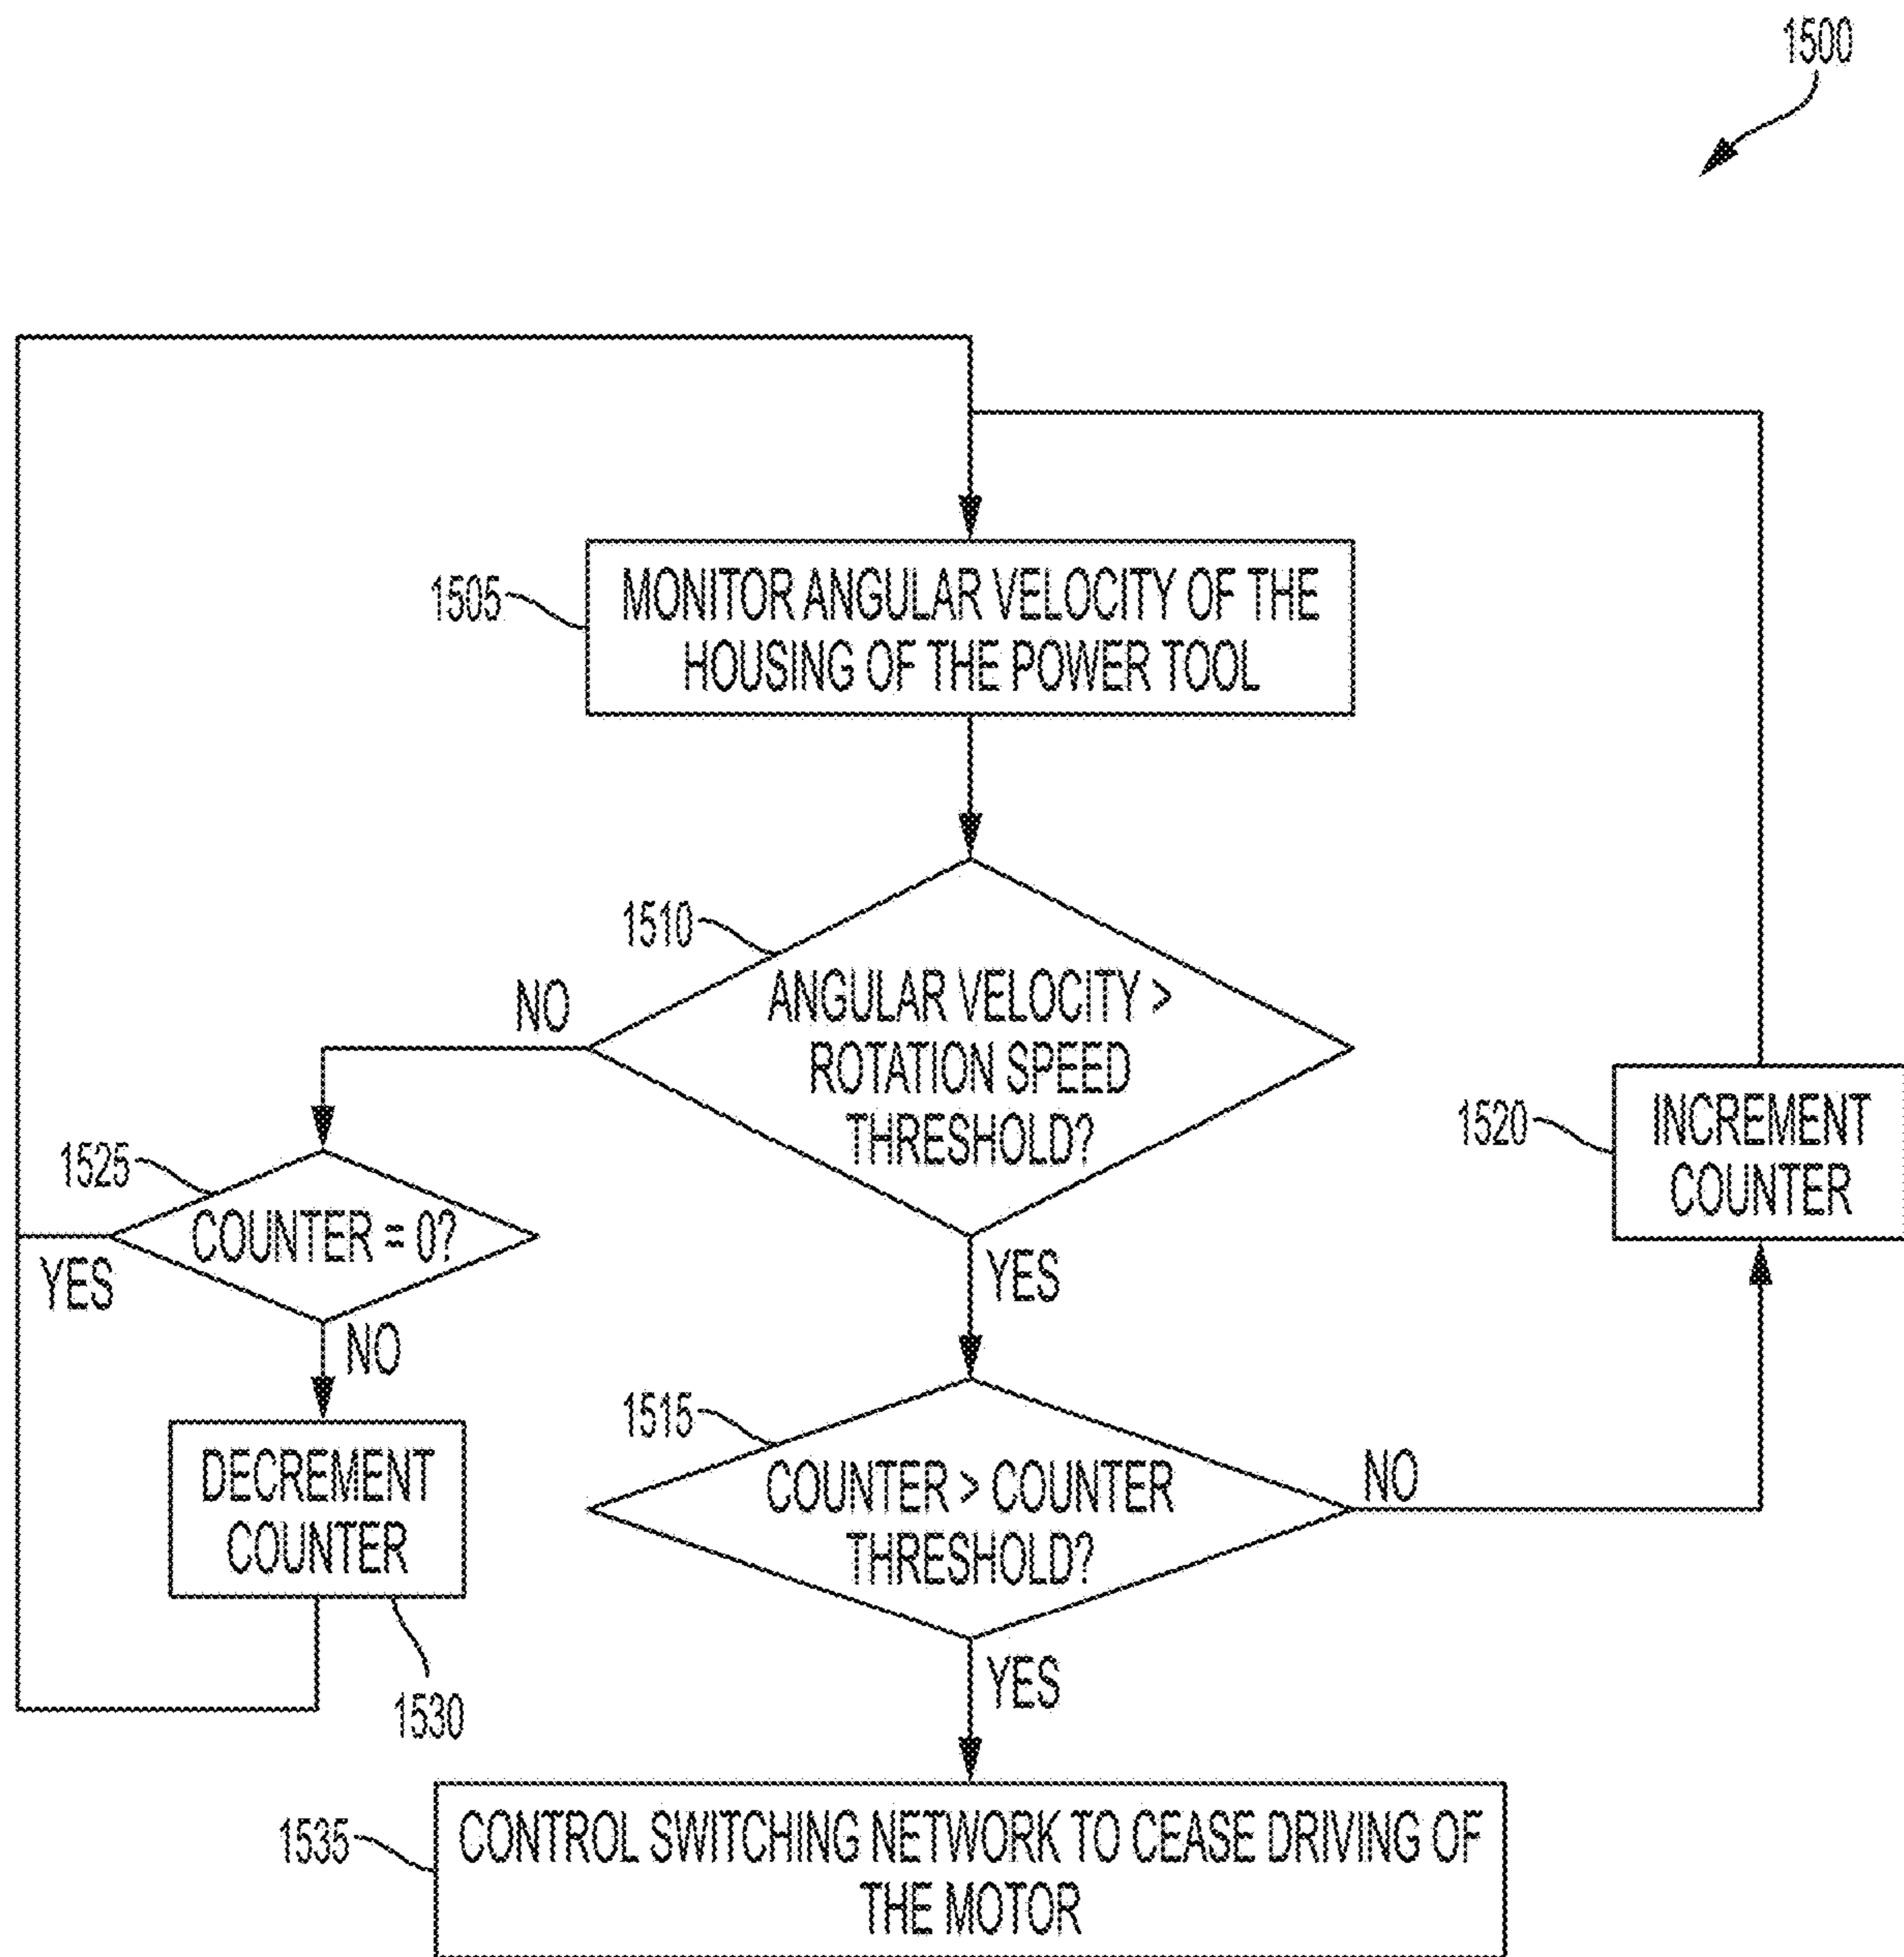 1500
1505
MONITOR ANGULAR VELOCITY OF THE
HOUSING OF THE POWER TOOL
1510
NO
ANGULAR VELOCITY >
ROTATION SPEED
THRESHOLD?
1520
INCREMENT
COUNTER
1525
COUNTER = 0?
YES
YES
NO
1515
COUNTER > COUNTER
THRESHOLD?
NO
DECREMENT
COUNTER
1530
YES
1535
CONTROL SWITCHING NETWORK TO CEASE DRIVING OF
THE MOTOR